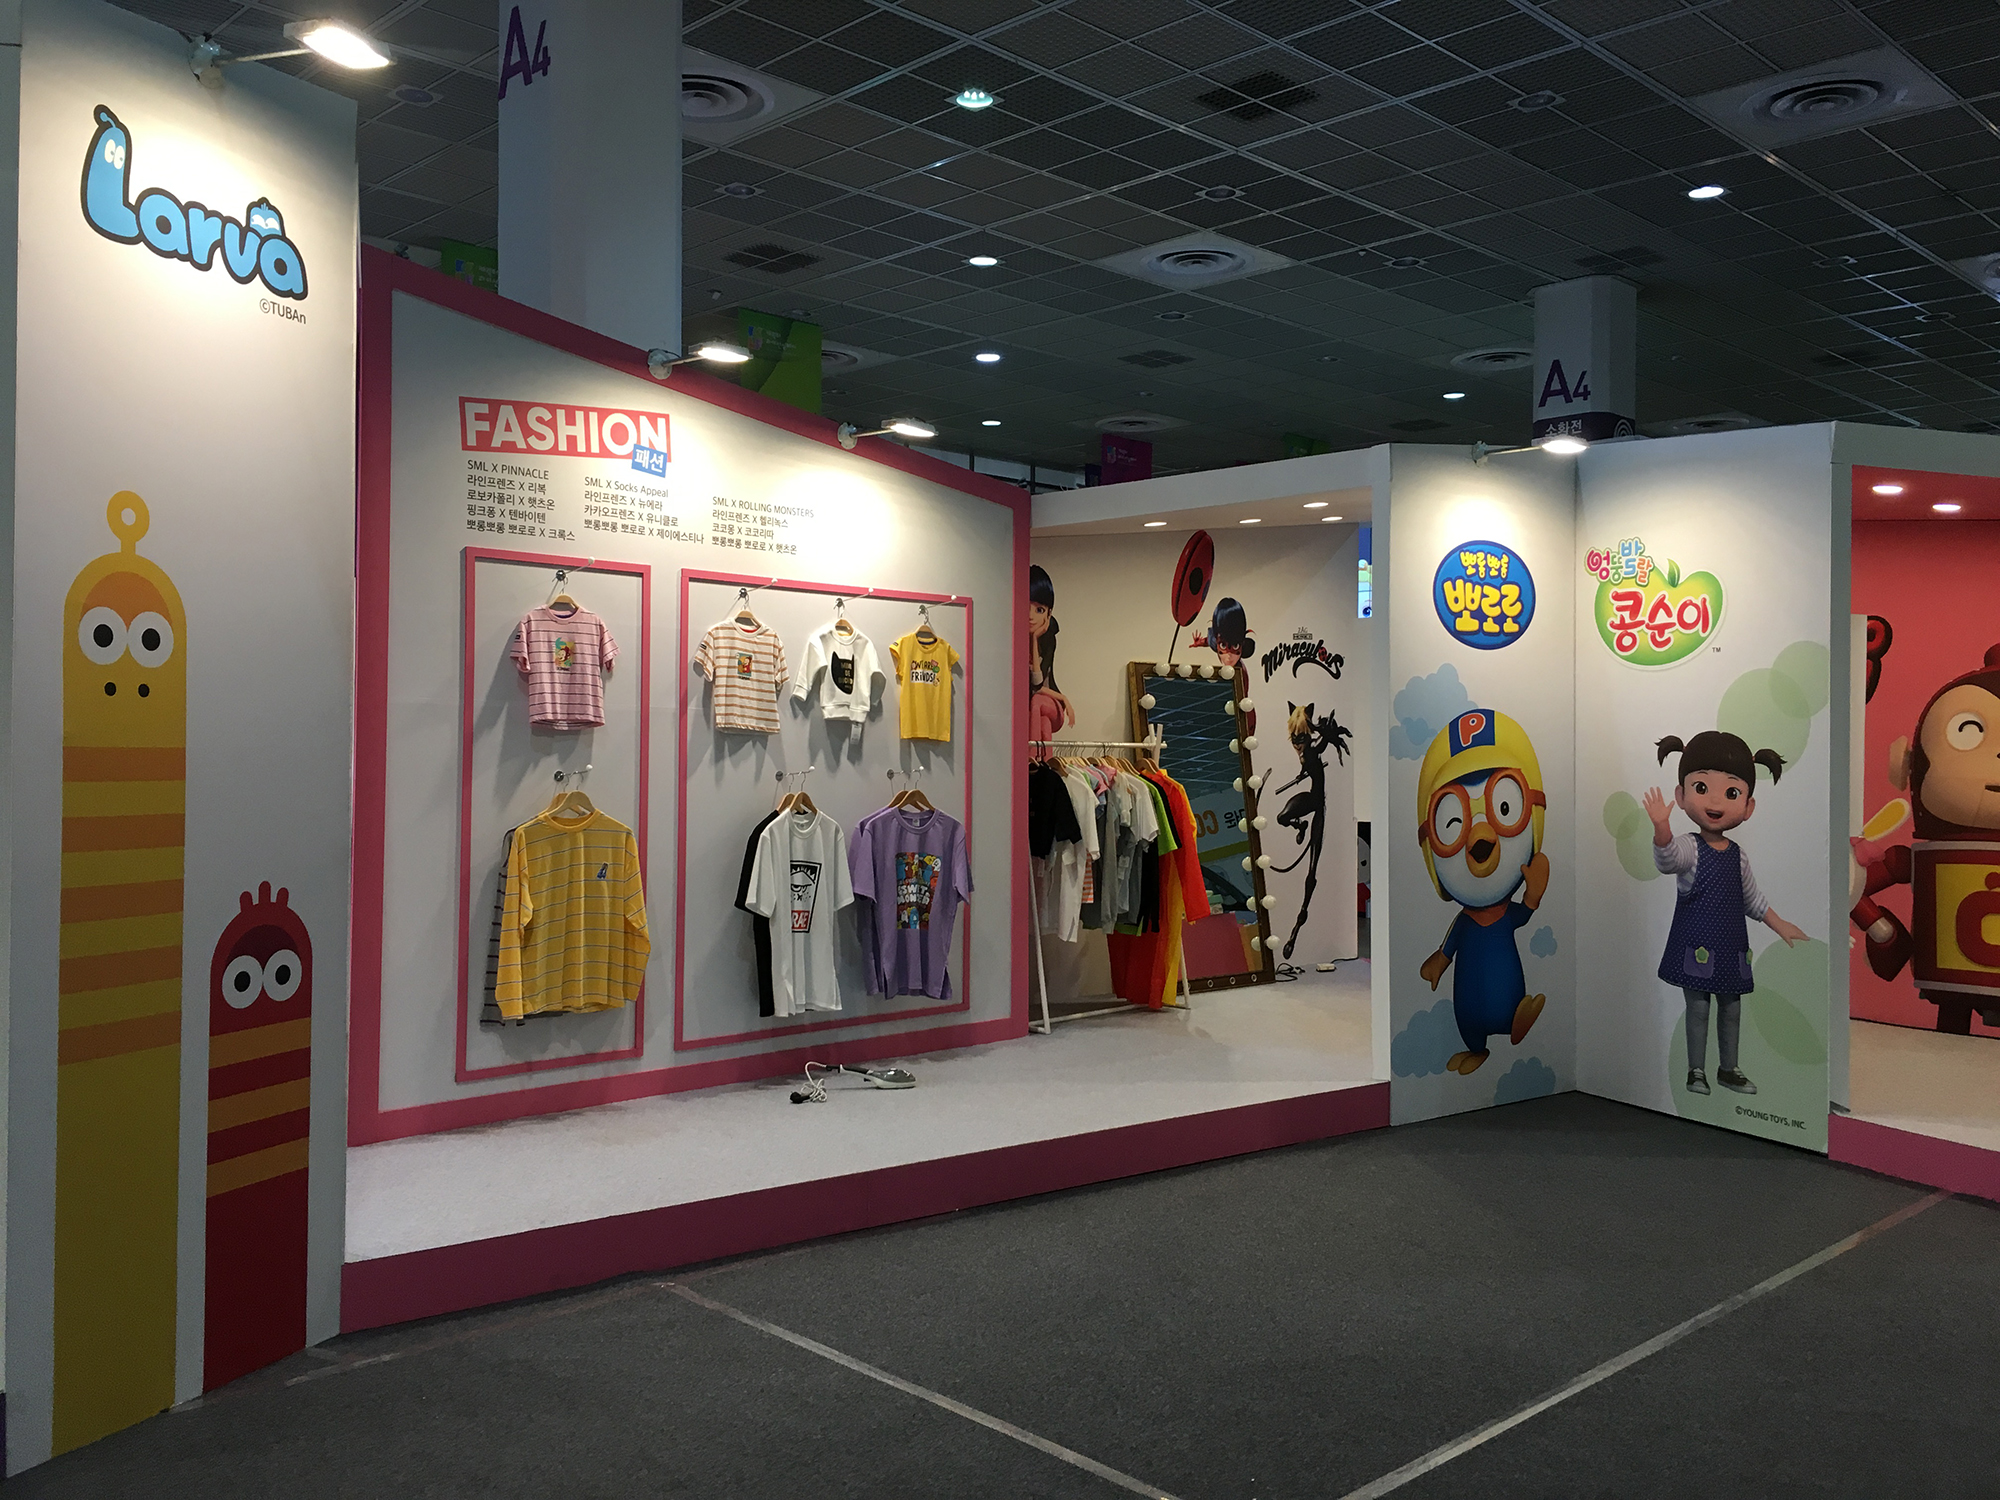 Larva
©TUBAn
A4
FASHION
패션
SML X PINNACLE
라인프렌즈 X 리복
로보카폴리 X 햇츠온
핑크퐁 X 텐바이텐
뽀롱뽀롱 뽀로로 X 크록스
SML X Socks Appeal
라인프렌즈 X 뉴에라
카카오프렌즈 X 유니클로
뽀롱뽀롱 뽀로로 X 제이에스티나
SML X ROLLING MONSTERS
라인프렌즈 X 헬리녹스
코코몽 X 코코리따
뽀롱뽀롱 뽀로로 X 햇츠온
FRiENDS!
Miraculous
A4
소화전
뽀롱뽀롱
뽀로로
P
엉뚱발랄
콩순이
TM
©YOUNG TOYS, INC.